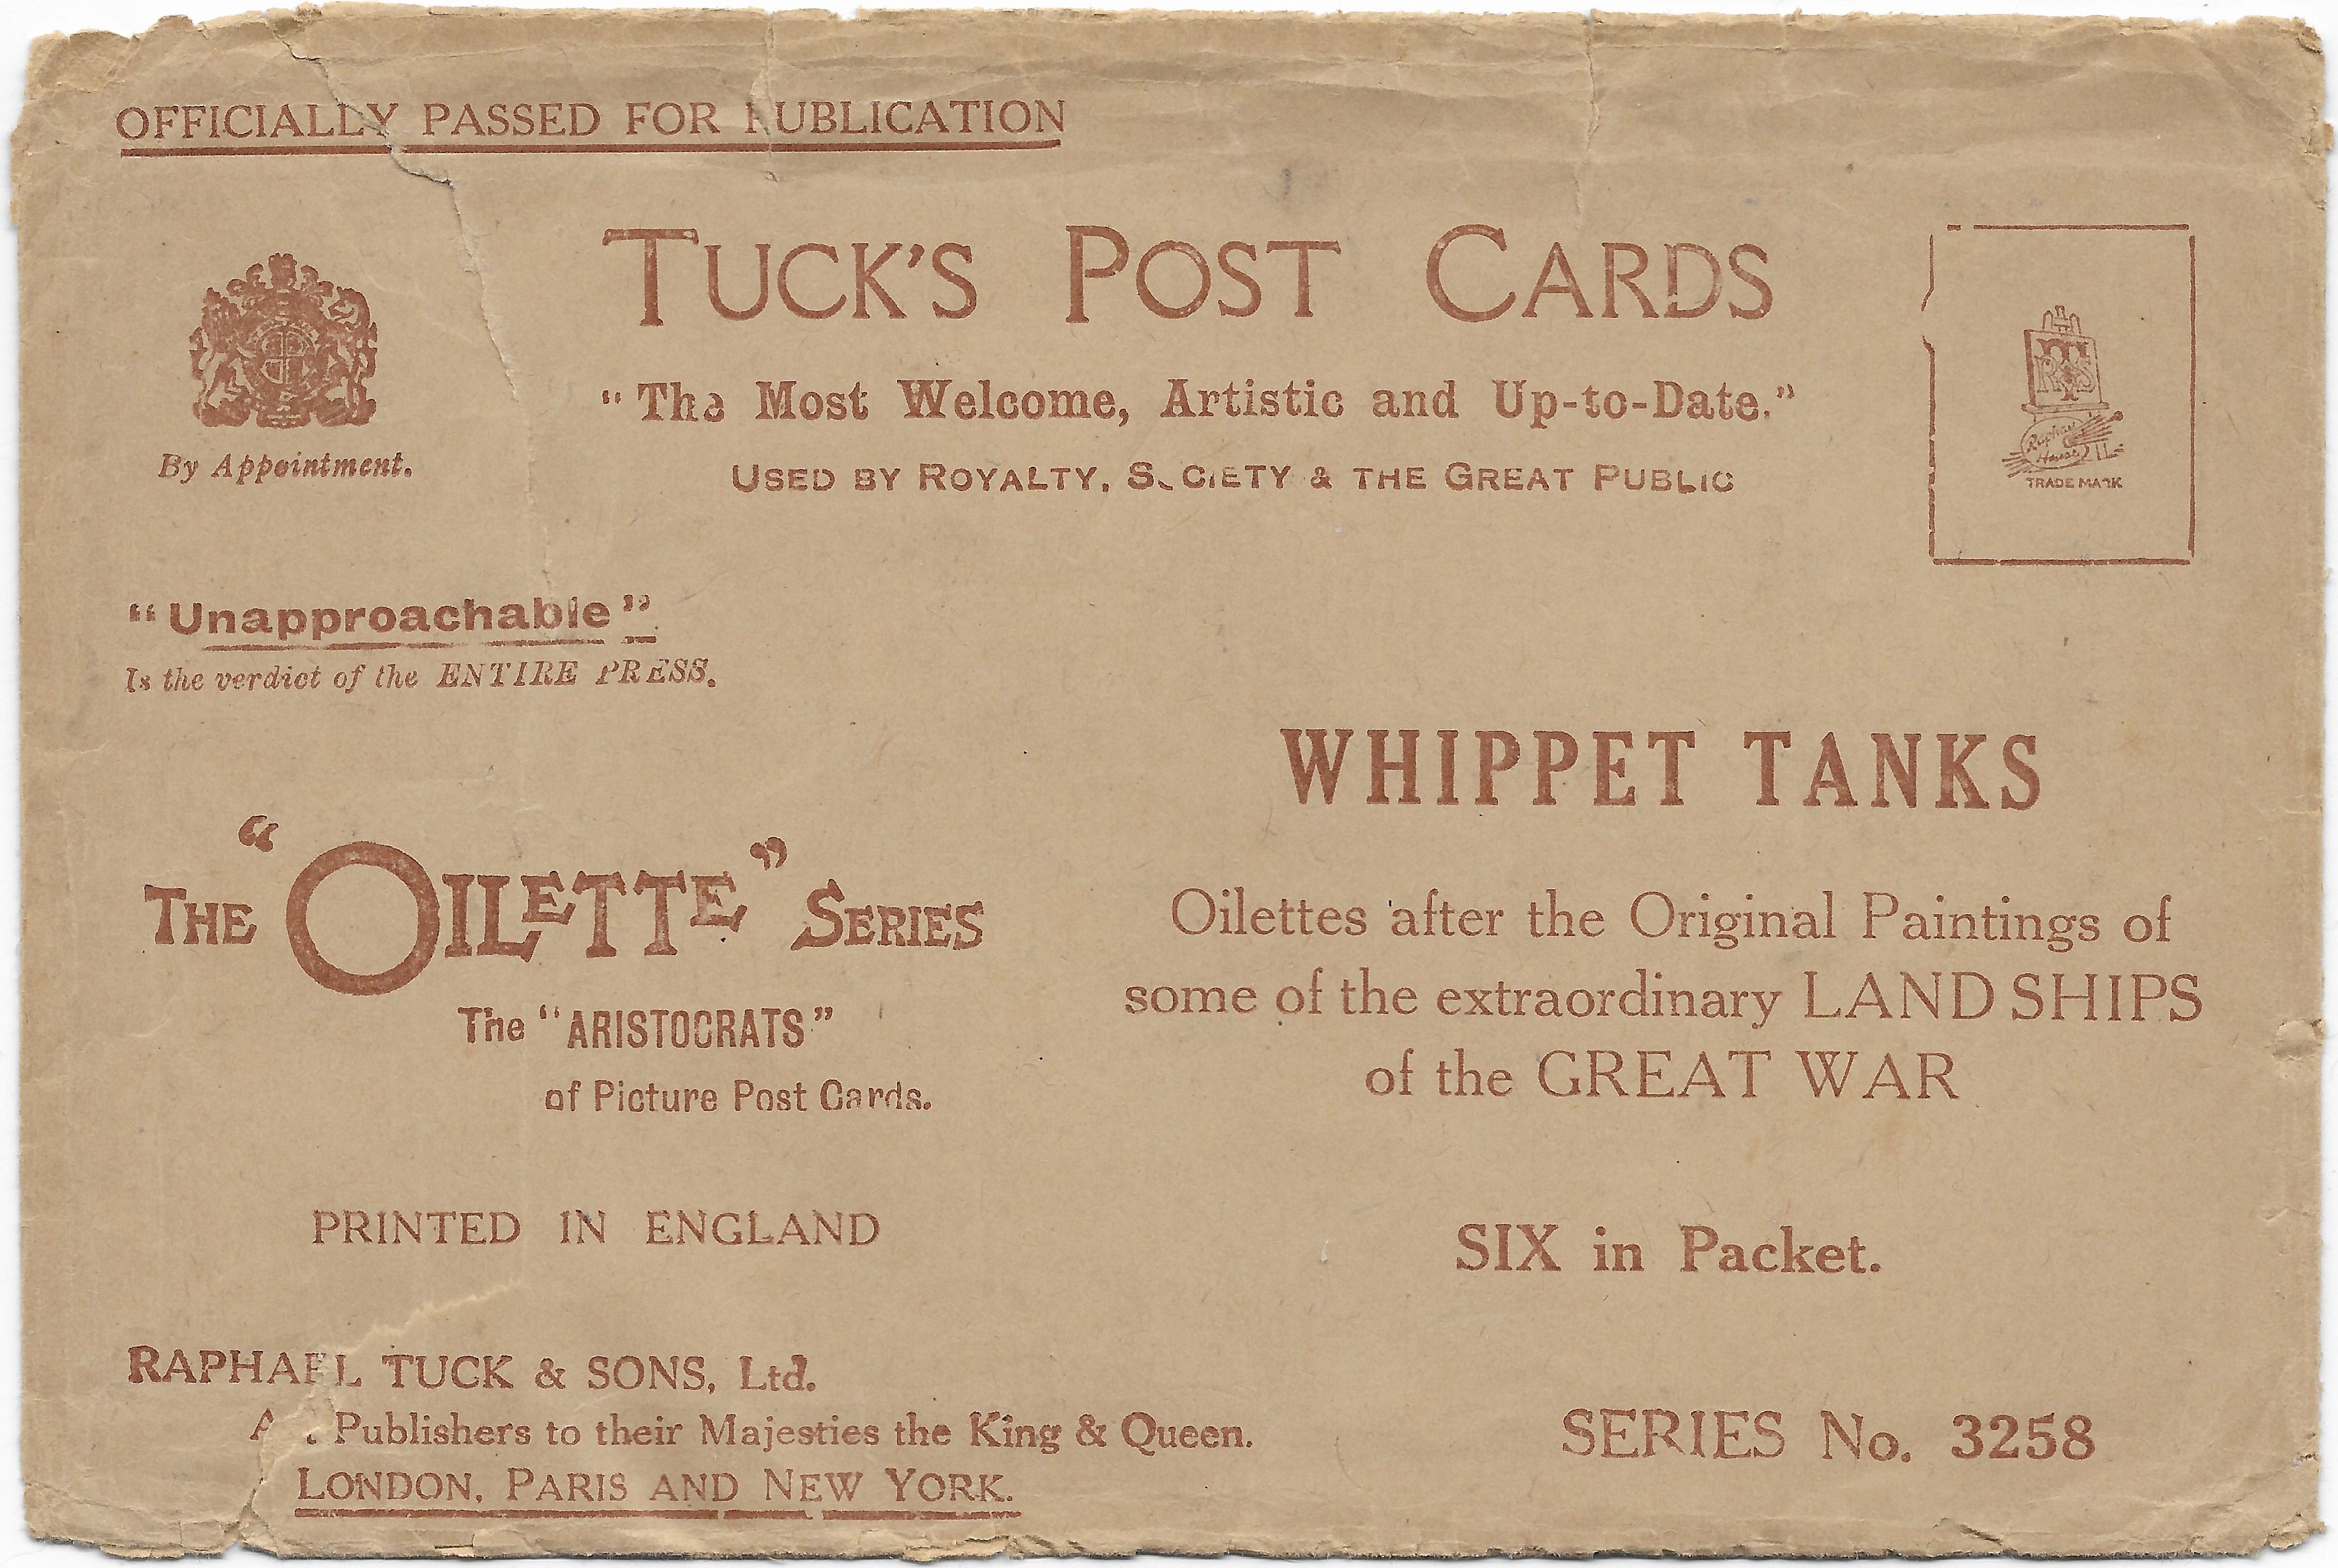 OFFICIALLY PASSED FOR PUBLICATION
TUCK'S POST CARDS
"The Most Welcome, Artistic and Up-to-Date."
USED BY ROYALTY, SOCIETY & THE GREAT PUBLIC
By Appointment.
RTS
Raphael House
TRADE MARK
"Unapproachable"
Is the verdict of the ENTIRE PRESS.
THE "OILETTE" SERIES
The "ARISTOCRATS"
of Picture Post Cards.
PRINTED IN ENGLAND
RAPHAEL TUCK & SONS, Ltd.
Art Publishers to their Majesties the King & Queen.
LONDON, PARIS AND NEW YORK.
WHIPPET TANKS
Oilettes after the Original Paintings of
some of the extraordinary LAND SHIPS
of the GREAT WAR
SIX in Packet.
SERIES No. 3258